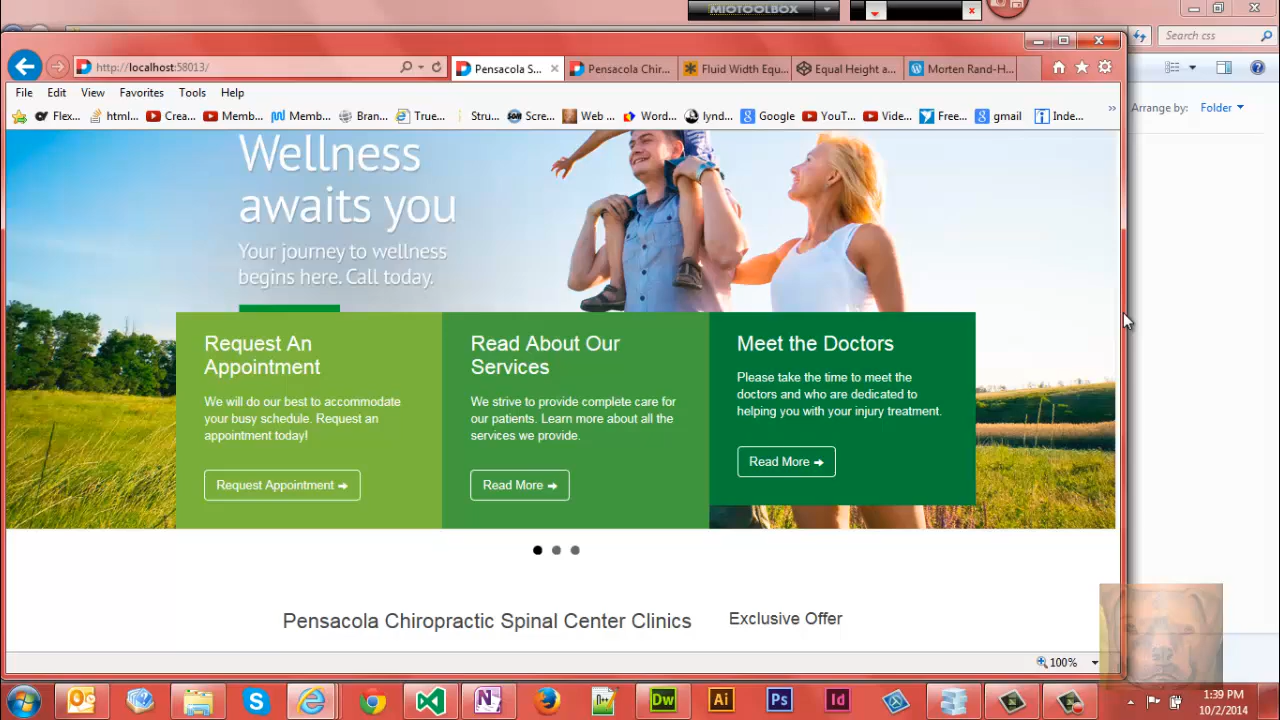 MIOTOOLBOX
Search css
http://localhost:58013/
Pensacola S...
Pensacola Chir...
Fluid Width Equ...
Equal Height a...
Morten Rand-H...
File Edit View Favorites Tools Help
Flex... html... Crea... Memb... Memb... Bran... True... Stru... Scre... Web ... Word... lynd... Google YouT... Vide... Free... gmail Inde...
Arrange by: Folder
Wellness
awaits you
Your journey to wellness
begins here. Call today.
Request An
Appointment
We will do our best to accommodate
your busy schedule. Request an
appointment today!
Request Appointment
Read About Our
Services
We strive to provide complete care for
our patients. Learn more about all the
services we provide.
Read More
Meet the Doctors
Please take the time to meet the
doctors and who are dedicated to
helping you with your injury treatment.
Read More
Pensacola Chiropractic Spinal Center Clinics
Exclusive Offer
100%
Dw Ai Ps Id
1:39 PM
10/2/2014